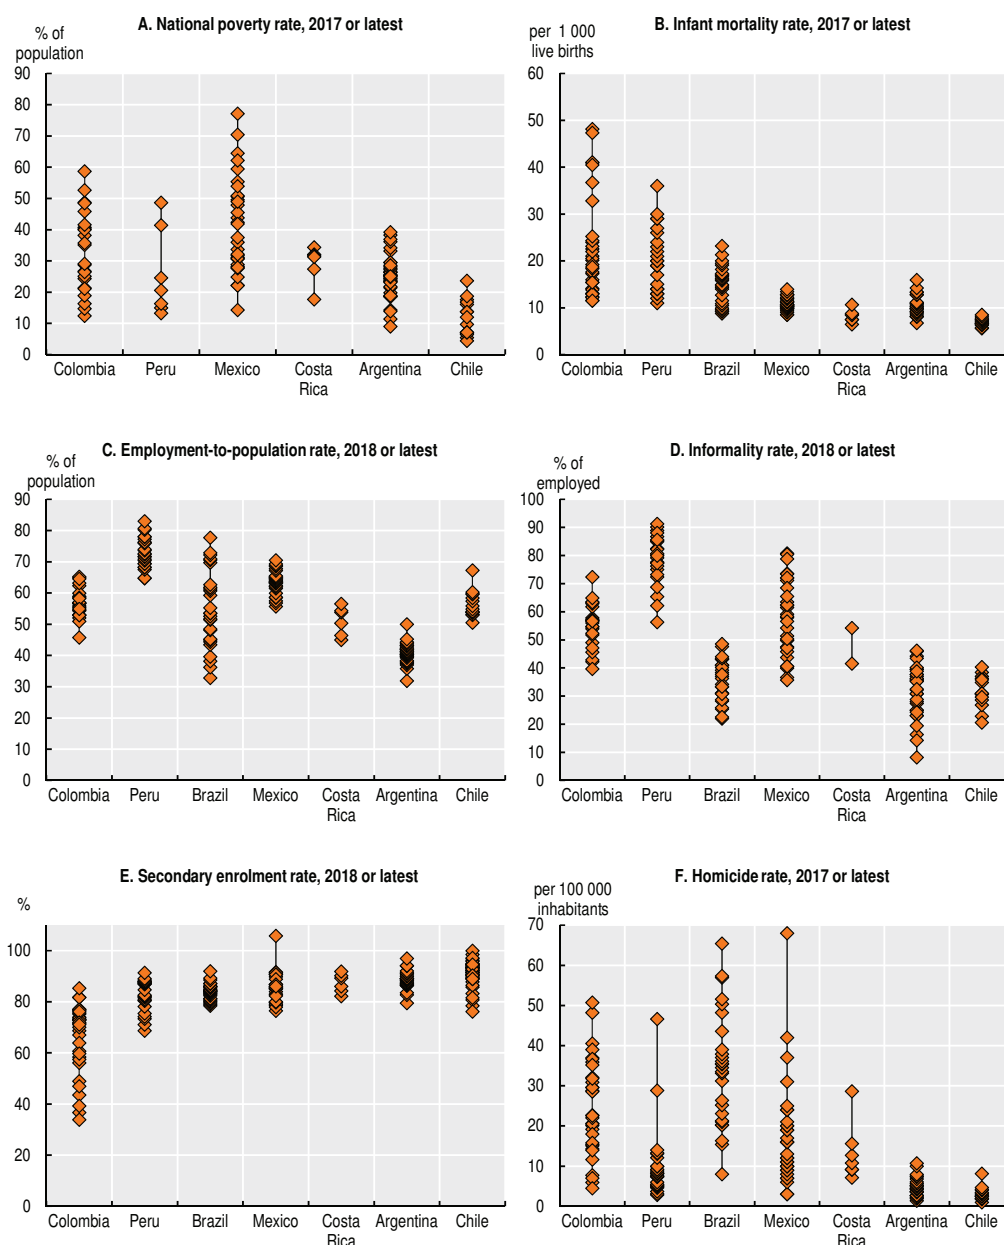 A. National poverty rate, 2017 or latest
% of
population
90
80
70
60
50
40
30
20
10
0
Colombia Peru Mexico Costa Argentina Chile
Rica
B. Infant mortality rate, 2017 or latest
per 1 000
live births
60
50
40
30
20
10
0
Colombia Peru Brazil Mexico Costa Argentina Chile
Rica
C. Employment-to-population rate, 2018 or latest
% of
population
90
80
70
60
50
40
30
20
10
0
Colombia Peru Brazil Mexico Costa Argentina Chile
Rica
D. Informality rate, 2018 or latest
% of
employed
100
90
80
70
60
50
40
30
20
10
0
Colombia Peru Brazil Mexico Costa Argentina Chile
Rica
E. Secondary enrolment rate, 2018 or latest
%
100
80
60
40
20
0
Colombia Peru Brazil Mexico Costa Argentina Chile
Rica
F. Homicide rate, 2017 or latest
per 100 000
inhabitants
70
60
50
40
30
20
10
0
Colombia Peru Brazil Mexico Costa Argentina Chile
Rica